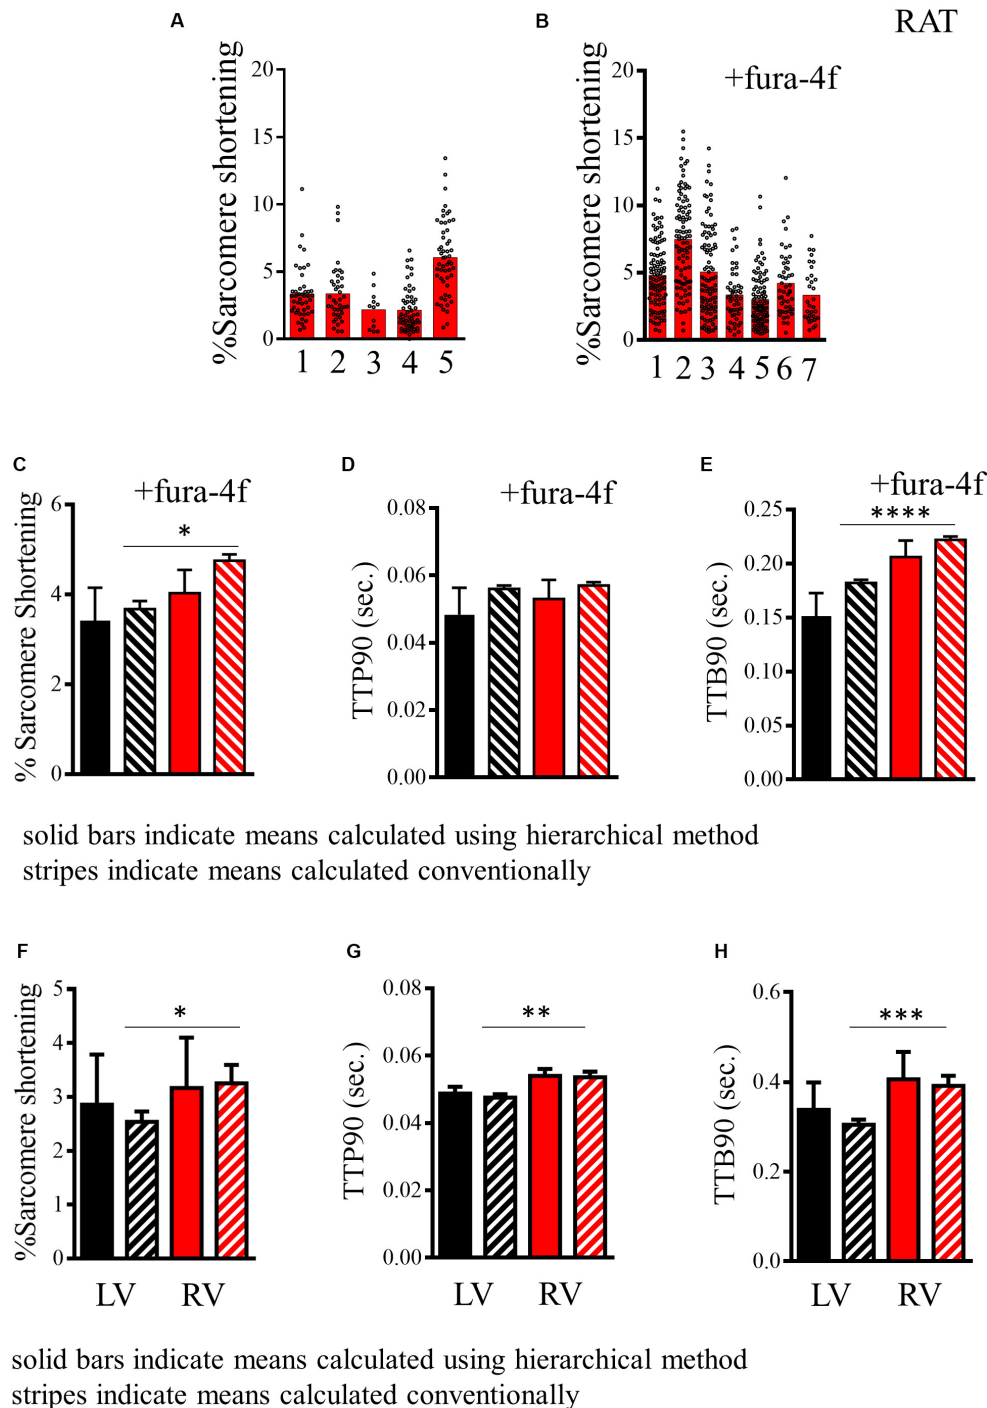 A
B
RAT
%Sarcomere shortening
20
15
10
5
0
1 2 3 4 5
%Sarcomere shortening
+fura-4f
20
15
10
5
0
1 2 3 4 5 6 7
C
+fura-4f
% Sarcomere Shortening
6
4
2
0
*
D
+fura-4f
TTP90 (sec.)
0.08
0.06
0.04
0.02
0.00
E
+fura-4f
TTB90 (sec.)
0.25
0.20
0.15
0.10
0.05
0.00
****
solid bars indicate means calculated using hierarchical method
stripes indicate means calculated conventionally
F
%Sarcomere shortening
5
4
3
2
1
0
*
LV RV
G
TTP90 (sec.)
0.08
0.06
0.04
0.02
0.00
**
LV RV
H
TTB90 (sec.)
0.6
0.4
0.2
0.0
***
LV RV
solid bars indicate means calculated using hierarchical method
stripes indicate means calculated conventionally